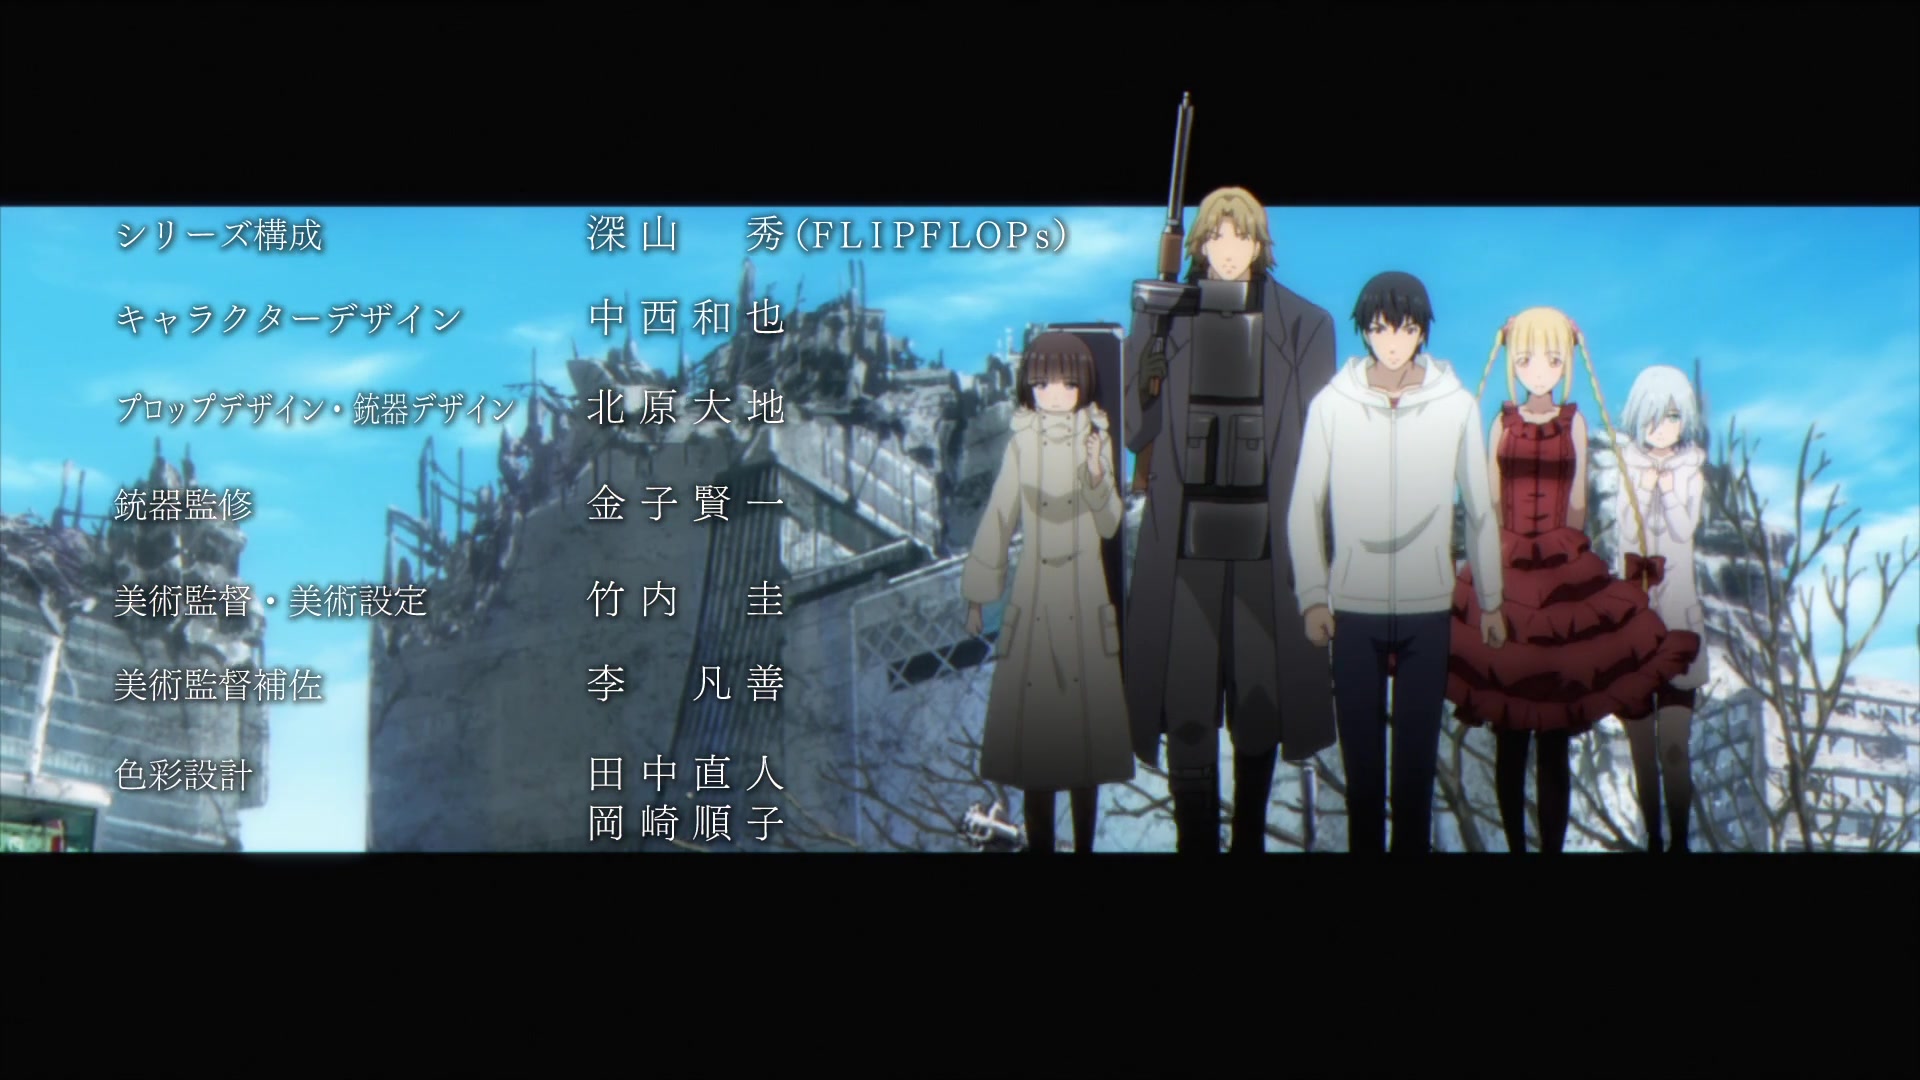 シリーズ構成 深山 秀(FLIPFLOPs)
キャラクターデザイン 中西和也
プロップデザイン・銃器デザイン 北原大地
銃器監修 金子賢一
美術監督・美術設定 竹内 圭
美術監督補佐 李 凡善
色彩設計 田中直人
岡崎順子